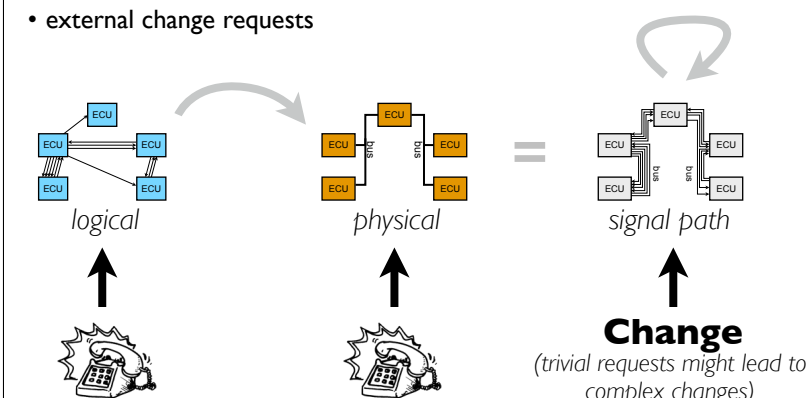 • external change requests
ECU
ECU
ECU
ECU
ECU
logical
ECU
ECU
ECU
ECU
ECU
bus
bus
physical
=
ECU
ECU
ECU
ECU
ECU
bus
bus
signal path
Change
(trivial requests might lead to
complex changes)